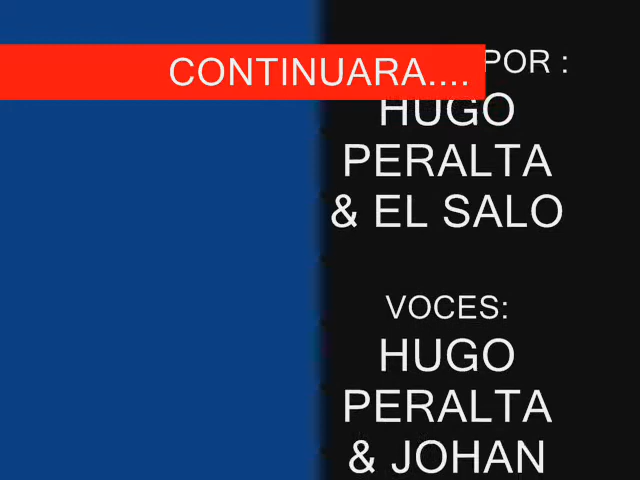 CONTINUARA....
POR :
HUGO
PERALTA
& EL SALO
VOCES:
HUGO
PERALTA
& JOHAN